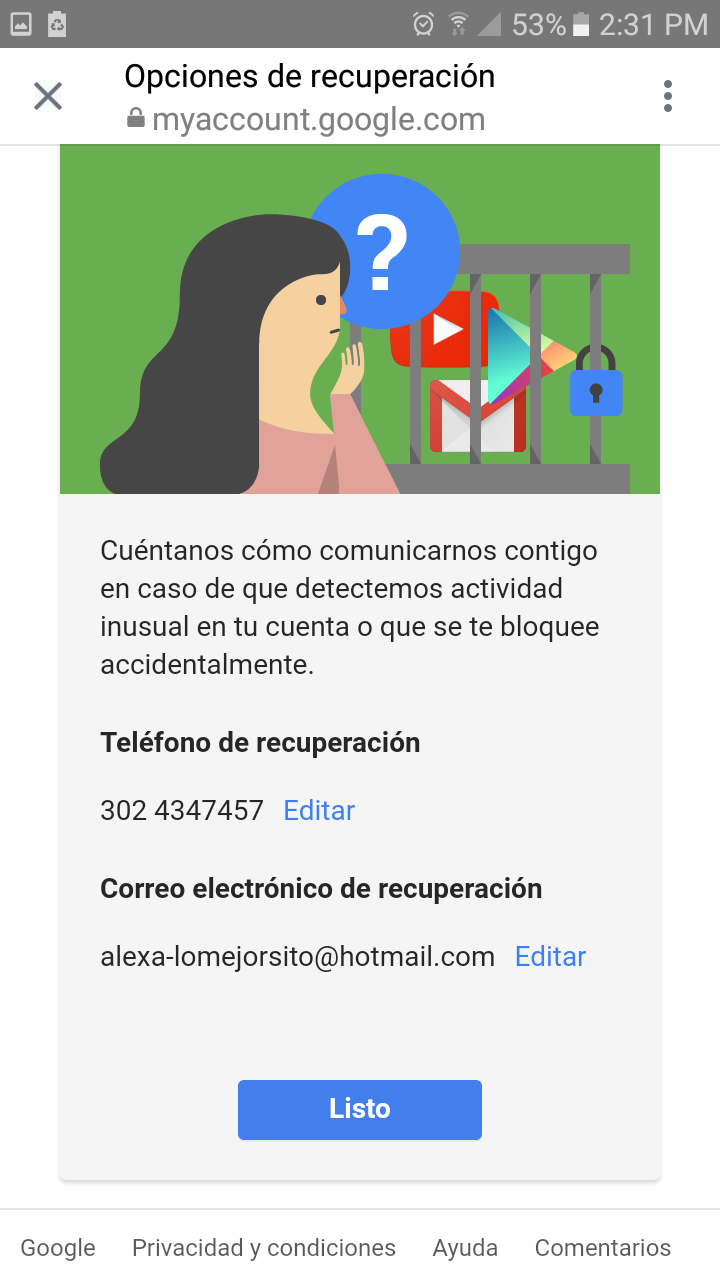 53% 2:31 PM
Opciones de recuperación
myaccount.google.com
?
Cuéntanos cómo comunicarnos contigo
en caso de que detectemos actividad
inusual en tu cuenta o que se te bloquee
accidentalmente.
Teléfono de recuperación
302 4347457 Editar
Correo electrónico de recuperación
alexa-lomejorsito@hotmail.com Editar
Listo
Google Privacidad y condiciones Ayuda Comentarios